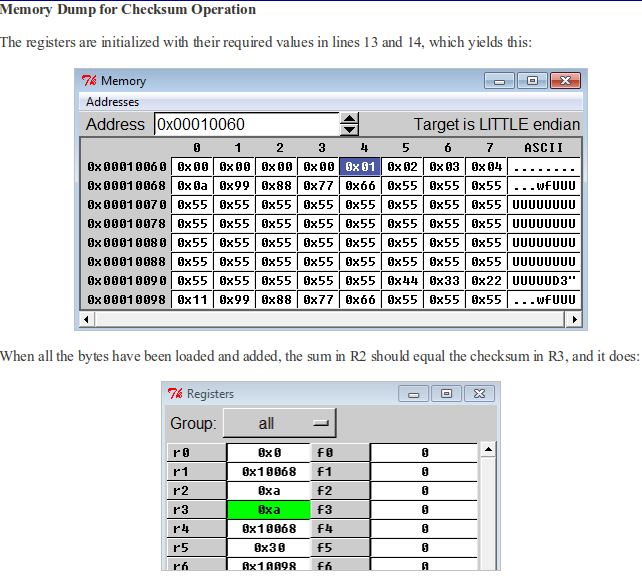 Memory Dump for Checksum Operation
The registers are initialized with their required values in lines 13 and 14, which yields this:
Memory
Addresses
Address 0x00010060 Target is LITTLE endian
0 1 2 3 4 5 6 7 ASCII
0x00010060 0x00 0x00 0x00 0x00 0x01 0x02 0x03 0x04 ........
0x00010068 0x0a 0x99 0x88 0x77 0x66 0x55 0x55 0x55 ...wfUUU
0x00010070 0x55 0x55 0x55 0x55 0x55 0x55 0x55 0x55 UUUUUUUU
0x00010078 0x55 0x55 0x55 0x55 0x55 0x55 0x55 0x55 UUUUUUUU
0x00010080 0x55 0x55 0x55 0x55 0x55 0x55 0x55 0x55 UUUUUUUU
0x00010088 0x55 0x55 0x55 0x55 0x55 0x55 0x55 0x55 UUUUUUUU
0x00010090 0x55 0x55 0x55 0x55 0x55 0x44 0x33 0x22 UUUUUD3"
0x00010098 0x11 0x99 0x88 0x77 0x66 0x55 0x55 0x55 ...wfUUU
When all the bytes have been loaded and added, the sum in R2 should equal the checksum in R3, and it does:
Registers
Group: all
r0 0x0 f0 0
r1 0x10068 f1 0
r2 0xa f2 0
r3 0xa f3 0
r4 0x10068 f4 0
r5 0x30 f5 0
r6 0x10098 f6 0